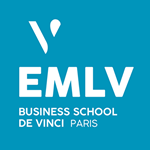 EMLV
BUSINESS SCHOOL
DE VINCI PARIS